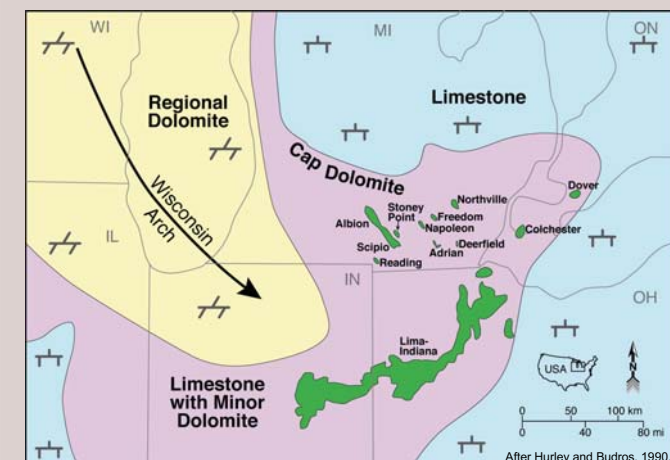 WI
MI
ON
Regional
Dolomite
Limestone
Cap Dolomite
Wisconsin
Arch
Northville
Dover
Stoney
Point
Freedom
Albion
Napoleon
Colchester
Scipio
Adrian
Deerfield
Reading
IL
IN
OH
Lima-
Indiana
Limestone
with Minor
Dolomite
USA
N
0 50 100 km
0 40 80 mi
After Hurley and Budros, 1990